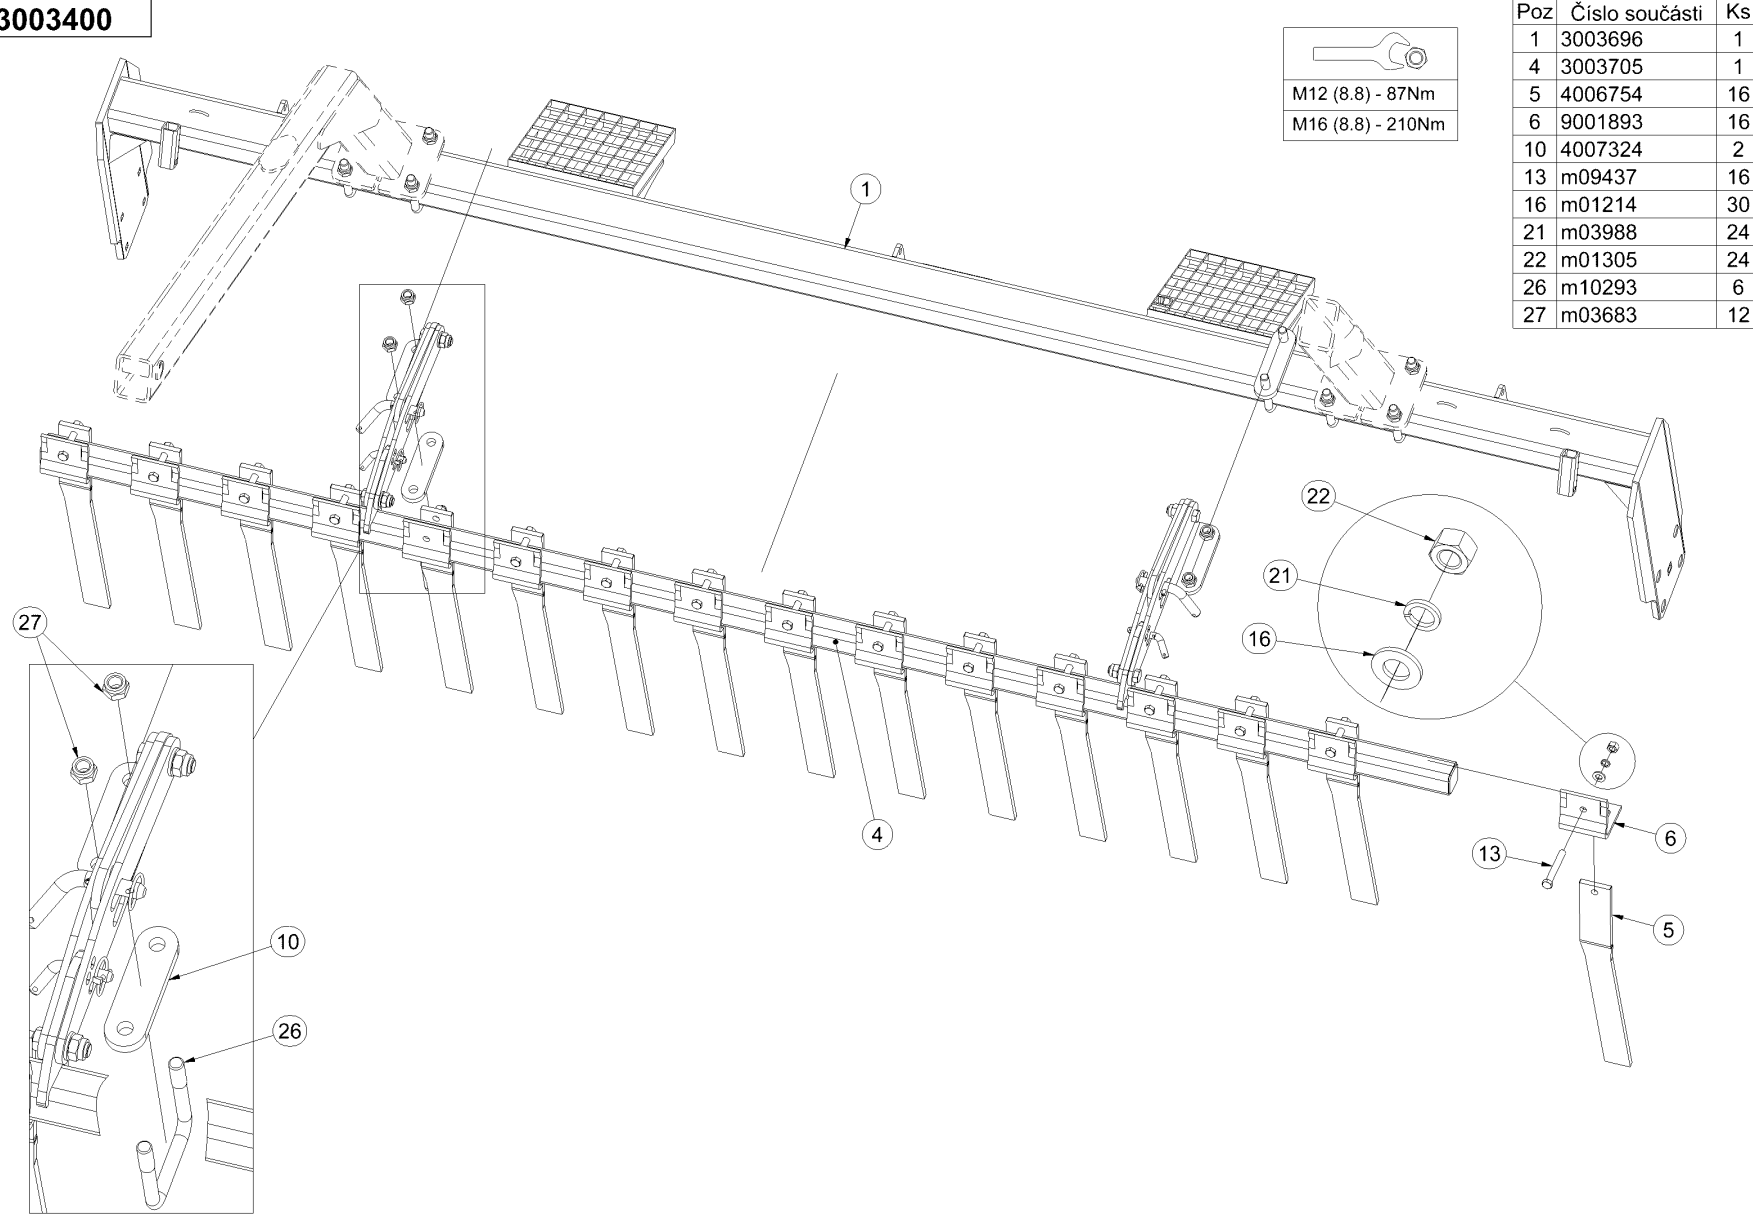 3003400
M12 (8.8) - 87Nm
M16 (8.8) - 210Nm
Poz Číslo součásti Ks
1 3003696 1
4 3003705 1
5 4006754 16
6 9001893 16
10 4007324 2
13 m09437 16
16 m01214 30
21 m03988 24
22 m01305 24
26 m10293 6
27 m03683 12
1
22
21
16
27
4
6
13
5
10
26